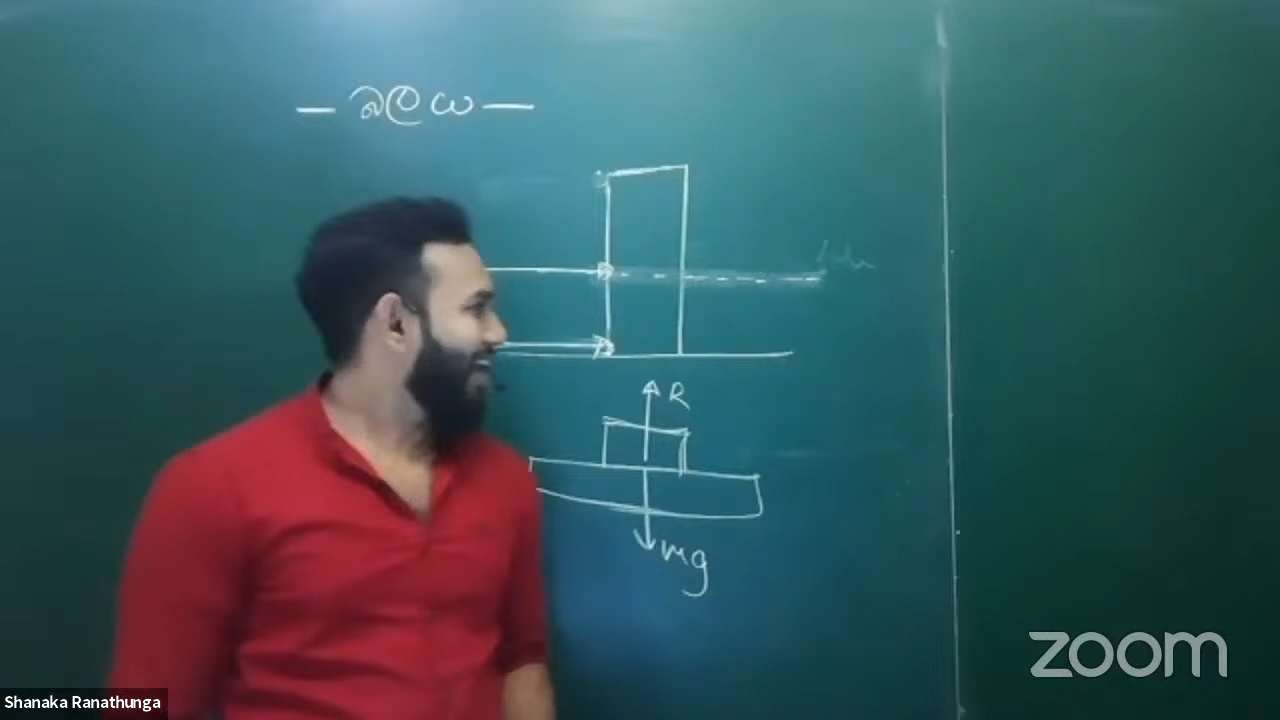 — බලය —
R
mg
zoom
Shanaka Ranathunga